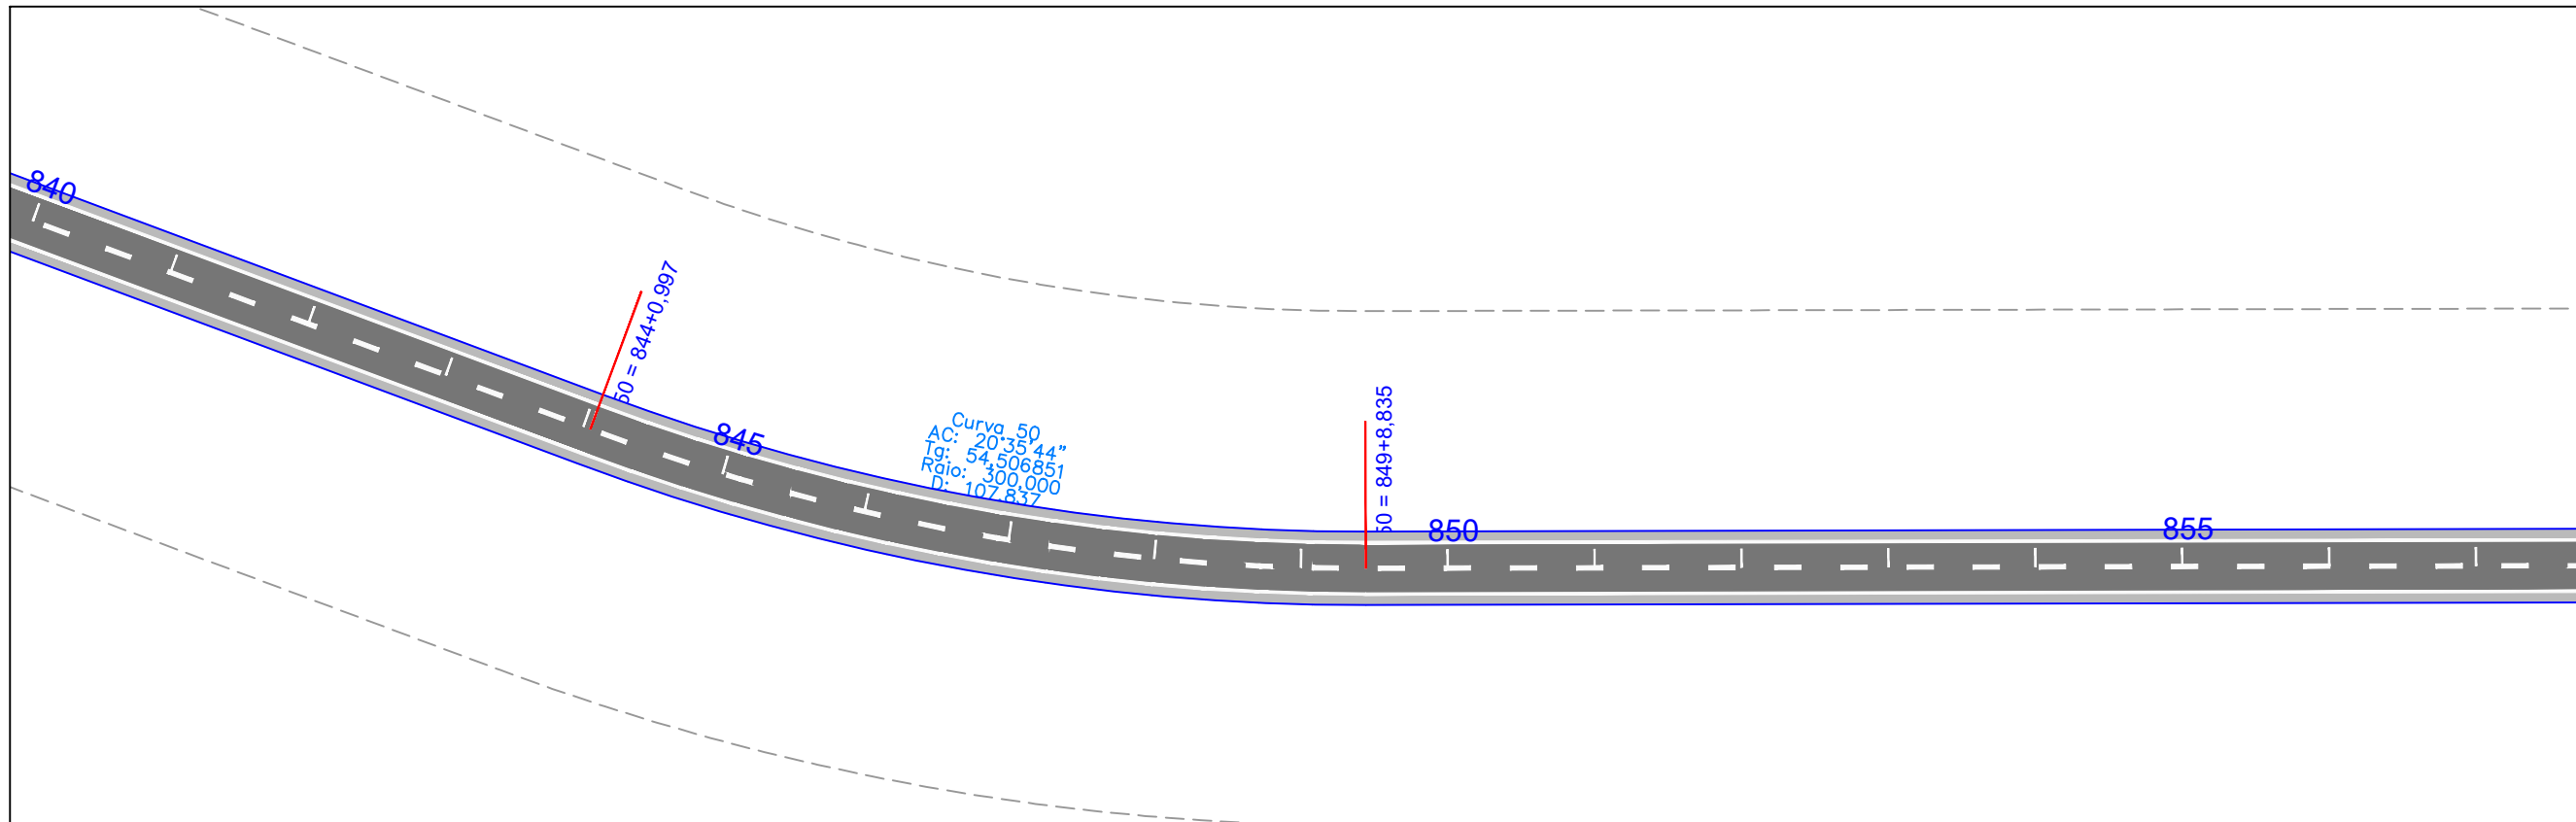 840
50 = 844+0,997
845
Curva 50
AC: 20°35'44"
Tg: 54,506851
Raio: 300,000
D: 107,837
50 = 849+8,835
850
855